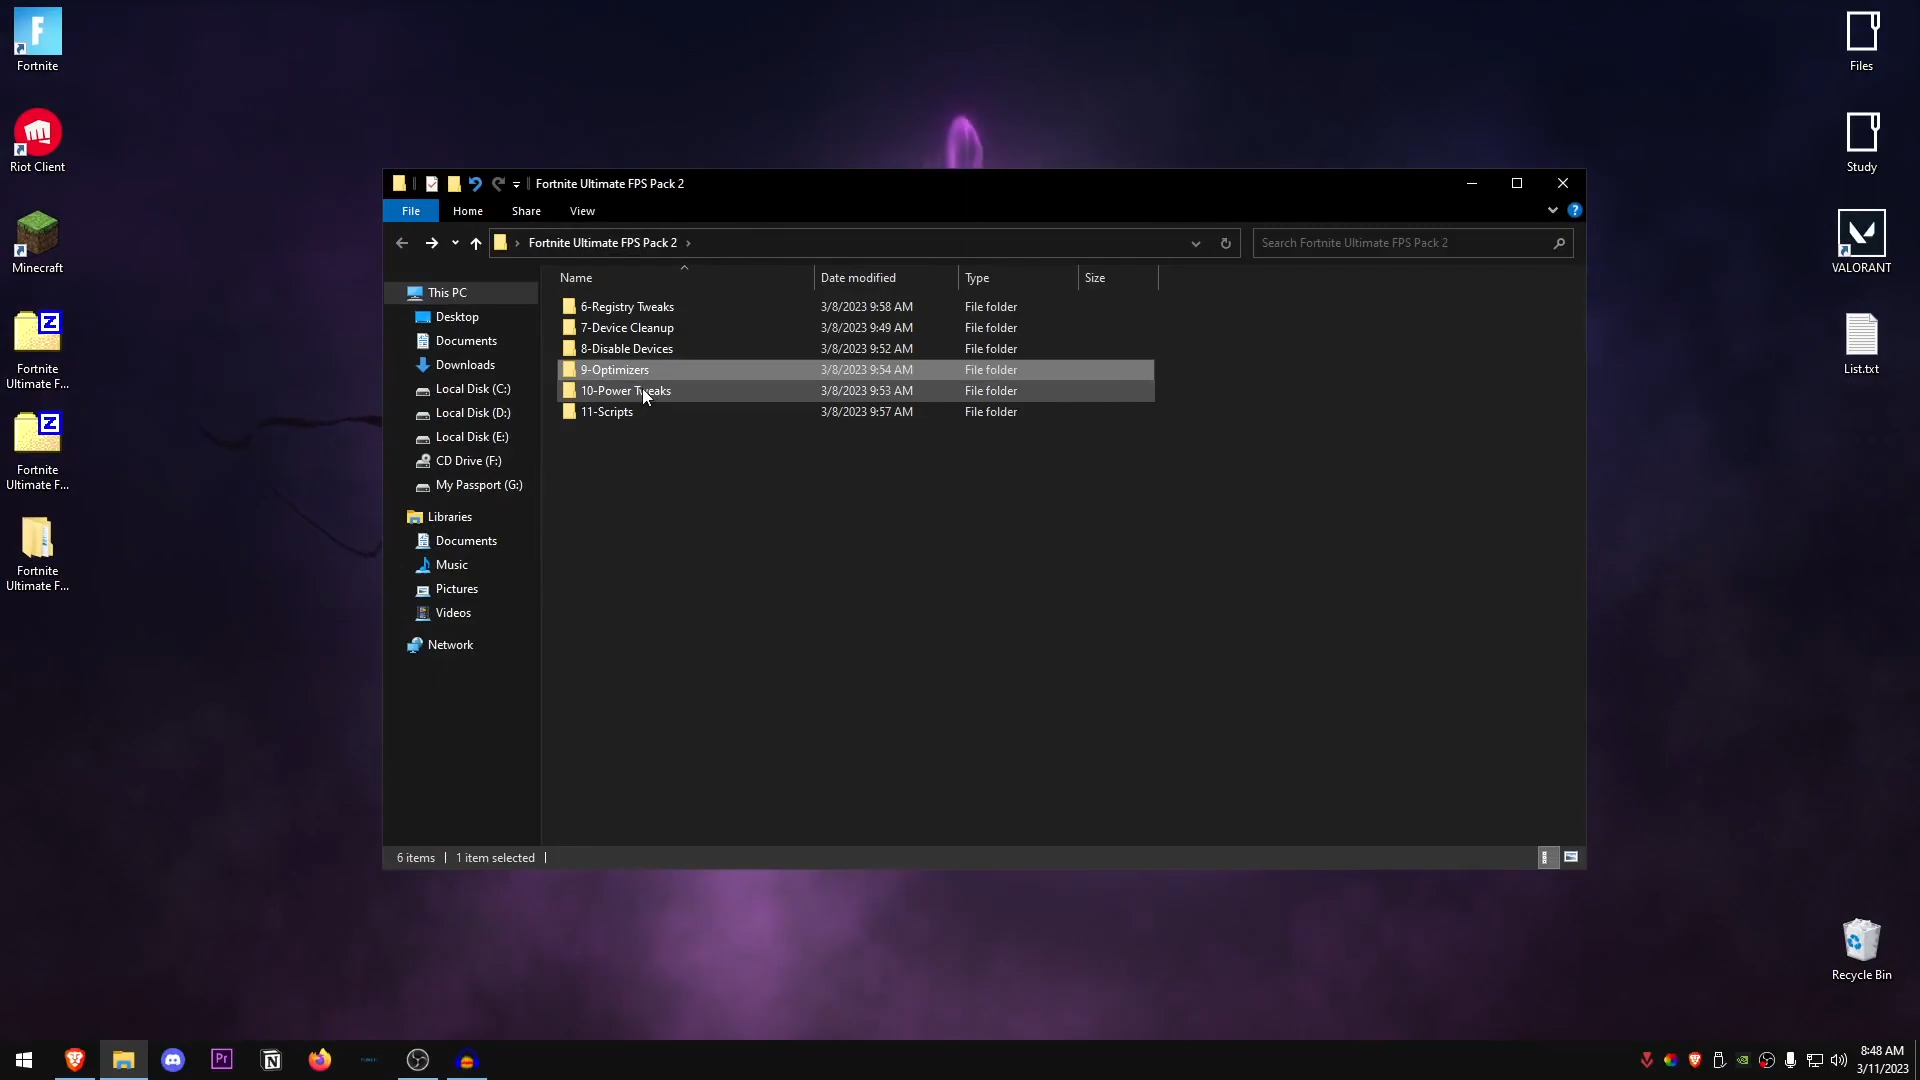 Fortnite
Riot Client
Minecraft
Fortnite
Ultimate F...
Fortnite
Ultimate F...
Fortnite
Ultimate F...
Fortnite Ultimate FPS Pack 2
File Home Share View
Fortnite Ultimate FPS Pack 2
Search Fortnite Ultimate FPS Pack 2
This PC
Desktop
Documents
Downloads
Local Disk (C:)
Local Disk (D:)
Local Disk (E:)
CD Drive (F:)
My Passport (G:)
Libraries
Documents
Music
Pictures
Videos
Network
Name Date modified Type Size
6-Registry Tweaks 3/8/2023 9:58 AM File folder
7-Device Cleanup 3/8/2023 9:49 AM File folder
8-Disable Devices 3/8/2023 9:52 AM File folder
9-Optimizers 3/8/2023 9:54 AM File folder
10-Power Tweaks 3/8/2023 9:53 AM File folder
11-Scripts 3/8/2023 9:57 AM File folder
6 items 1 item selected
Files
Study
VALORANT
List.txt
Recycle Bin
Pr
8:48 AM
3/11/2023